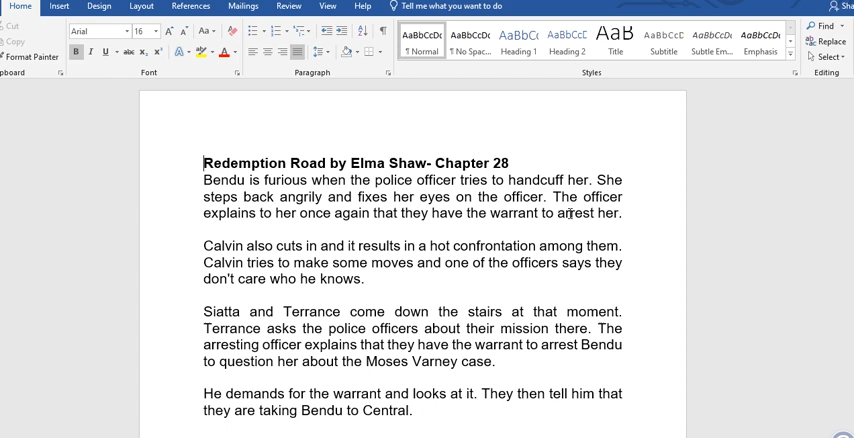 Home Insert Design Layout References Mailings Review View Help Tell me what you want to do
Cut
Copy
Format Painter
Arial 16
Aa
B I U abc x₂ x² A A
AaBbCcDc AaBbCcDc AaBbC( AaBbCcE AaB AaBbCcE AaBbCcDc AaBbCcDc
¶ Normal ¶ No Spac... Heading 1 Heading 2 Title Subtitle Subtle Em... Emphasis
Find
Replace
Select
Font Paragraph Styles Editing
Redemption Road by Elma Shaw- Chapter 28
Bendu is furious when the police officer tries to handcuff her. She
steps back angrily and fixes her eyes on the officer. The officer
explains to her once again that they have the warrant to arrest her.
Calvin also cuts in and it results in a hot confrontation among them.
Calvin tries to make some moves and one of the officers says they
don't care who he knows.
Siatta and Terrance come down the stairs at that moment.
Terrance asks the police officers about their mission there. The
arresting officer explains that they have the warrant to arrest Bendu
to question her about the Moses Varney case.
He demands for the warrant and looks at it. They then tell him that
they are taking Bendu to Central.